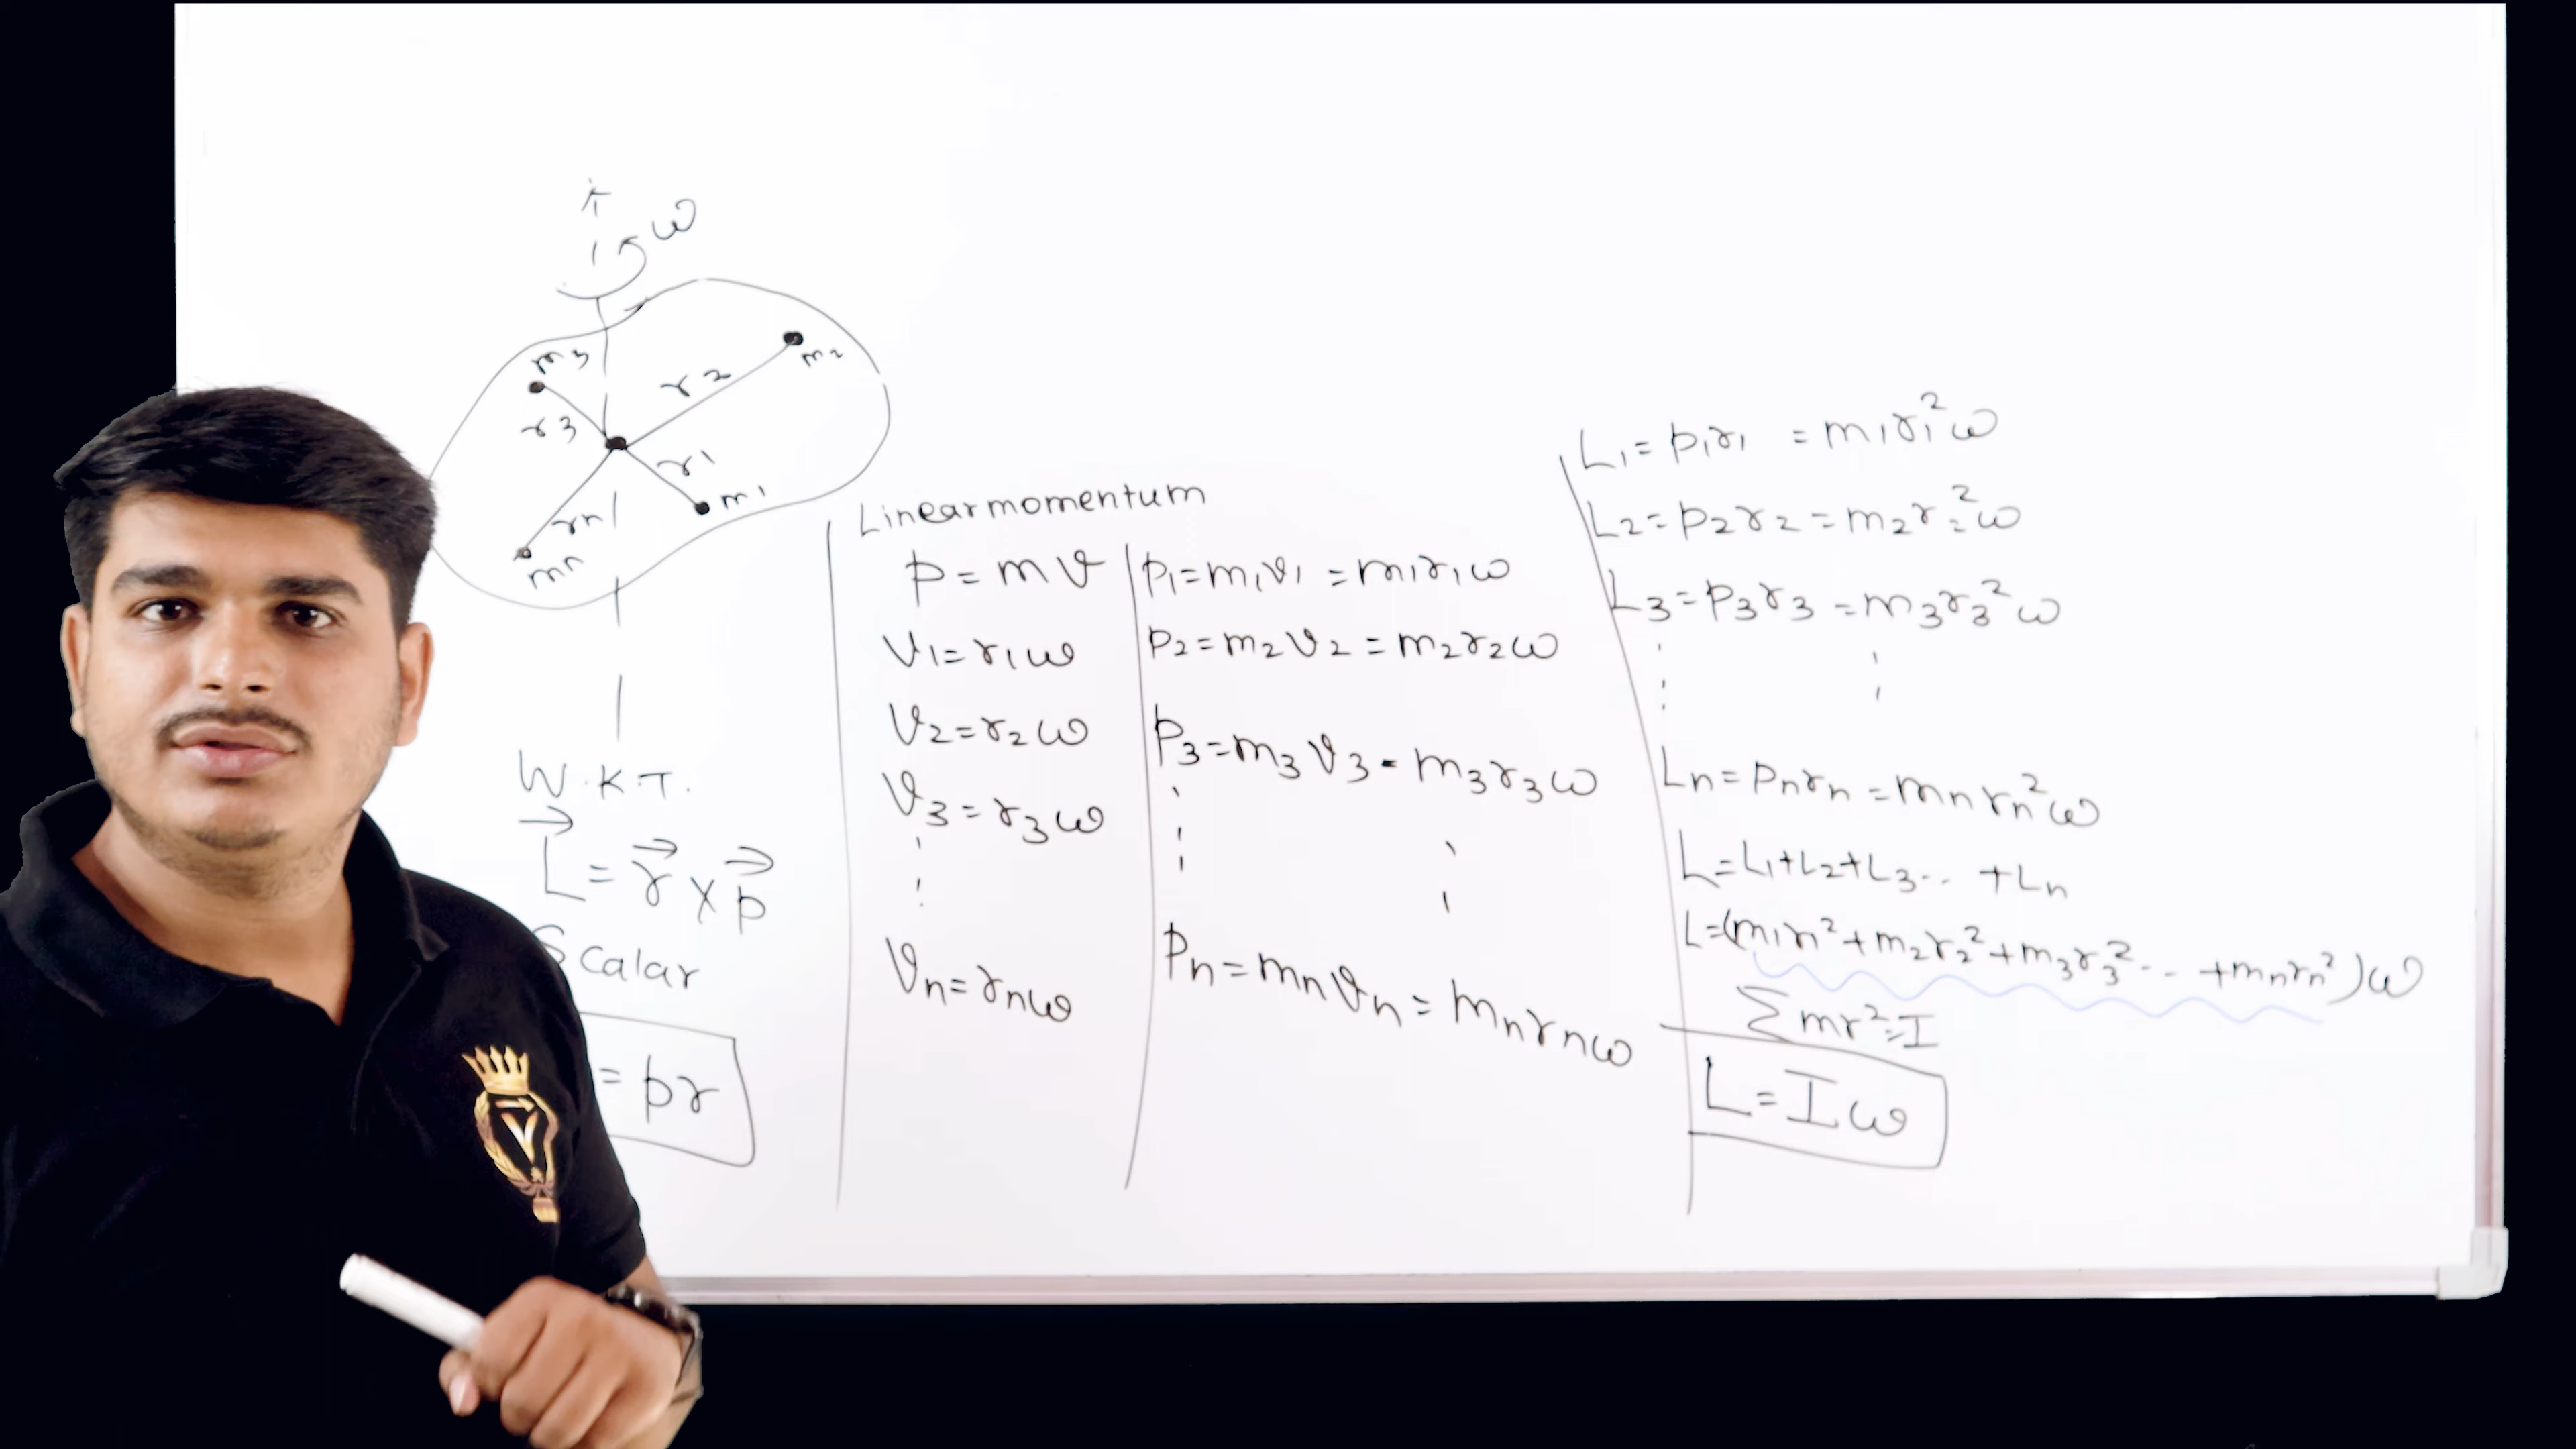 ω
m3
m2
r2
r3
r1
m1
rn
mn
W.K.T.
L⃗ = r⃗ × p⃗
Scalar
= pr
Linear momentum
p = mv
v1 = r1ω
v2 = r2ω
v3 = r3ω
vn = rnω
p1 = m1v1 = m1r1ω
p2 = m2v2 = m2r2ω
p3 = m3v3 = m3r3ω
pn = mnvn = mnrnω
L1 = p1r1 = m1r1²ω
L2 = p2r2 = m2r2²ω
L3 = p3r3 = m3r3²ω
Ln = pnrn = mnrn²ω
L = L1+L2+L3.. +Ln
L = (m1r1²+m2r2²+m3r3².. +mnrn²)ω
∑mr² = I
L = Iω